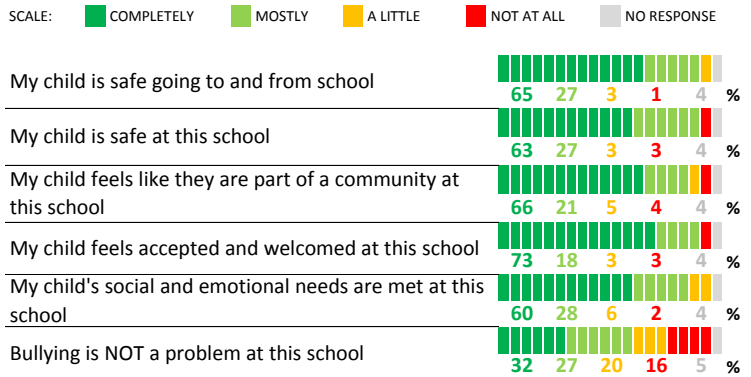 SCALE: COMPLETELY MOSTLY A LITTLE NOT AT ALL NO RESPONSE
My child is safe going to and from school
65 27 3 1 4 %
My child is safe at this school
63 27 3 3 4 %
My child feels like they are part of a community at
this school
66 21 5 4 4 %
My child feels accepted and welcomed at this school
73 18 3 3 4 %
My child's social and emotional needs are met at this
school
60 28 6 2 4 %
Bullying is NOT a problem at this school
32 27 20 16 5 %